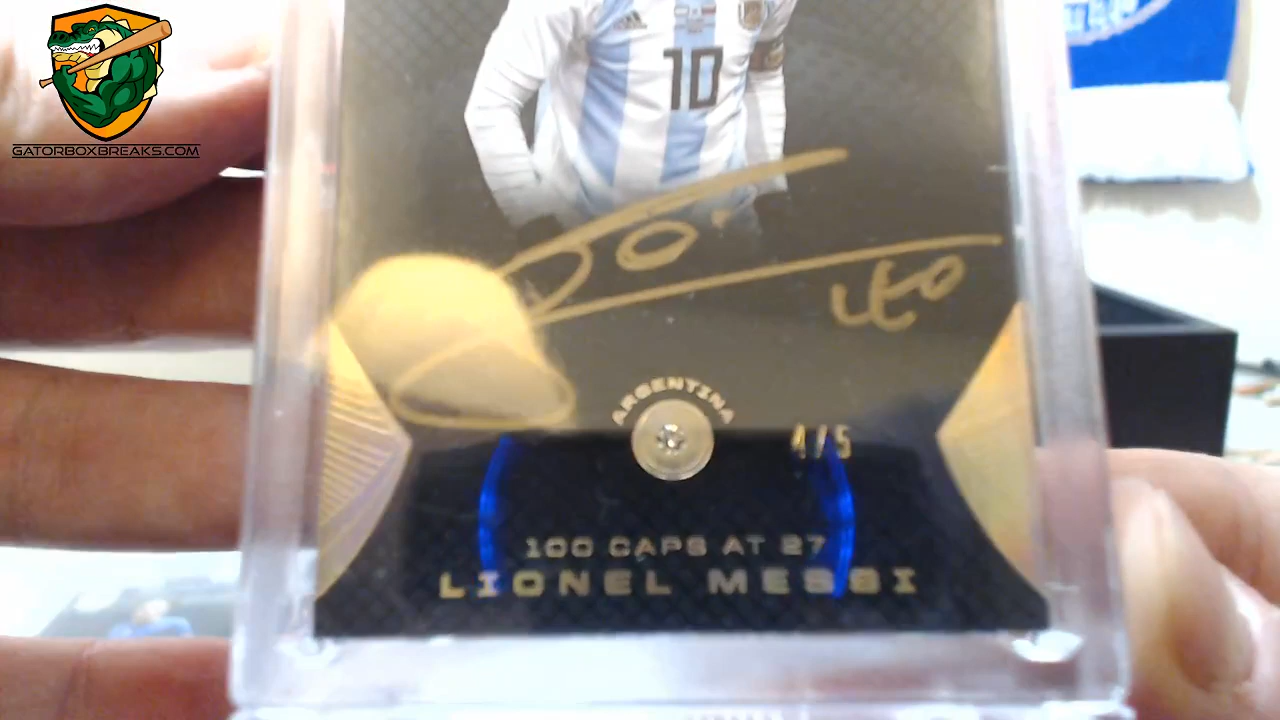 GATORBOXBREAKS.COM
10
ARGENTINA
4/5
100 CAPS AT 27
LIONEL MESSI